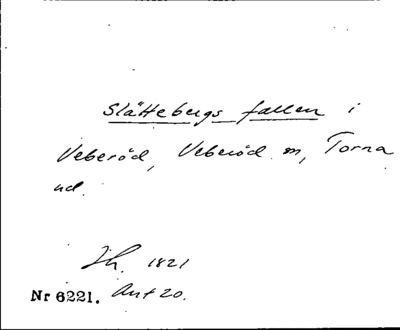 Slättebergs fallen i
Veberöd, Veberöd sn, Torna
hd.
Jh. 1821
Nr 6221. Ant 20.